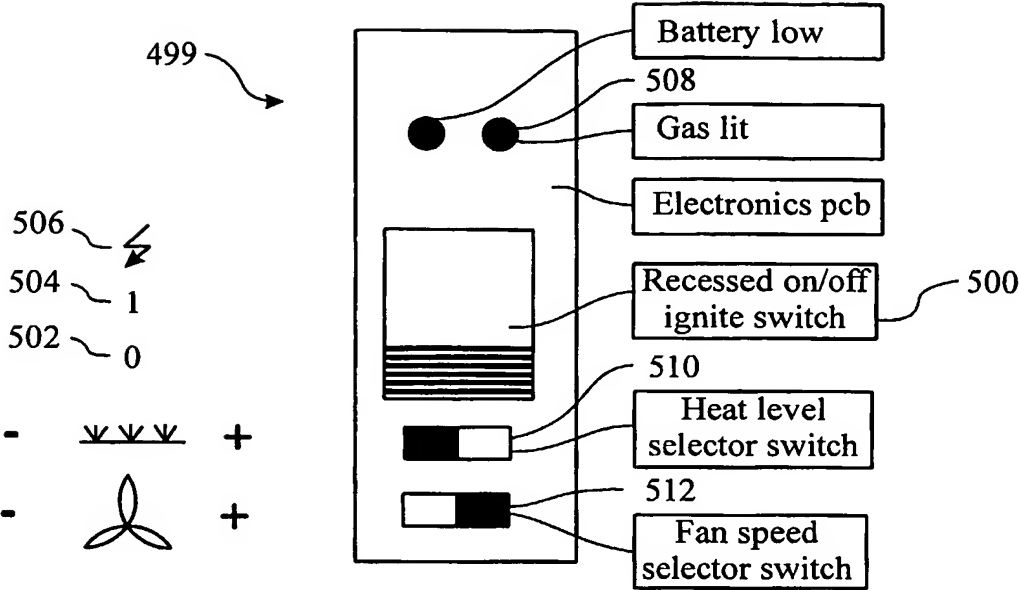 Battery low
499
508
Gas lit
Electronics pcb
506
504
1
502
0
Recessed on/off
ignite switch
500
510
Heat level
selector switch
- +
512
Fan speed
selector switch
- +